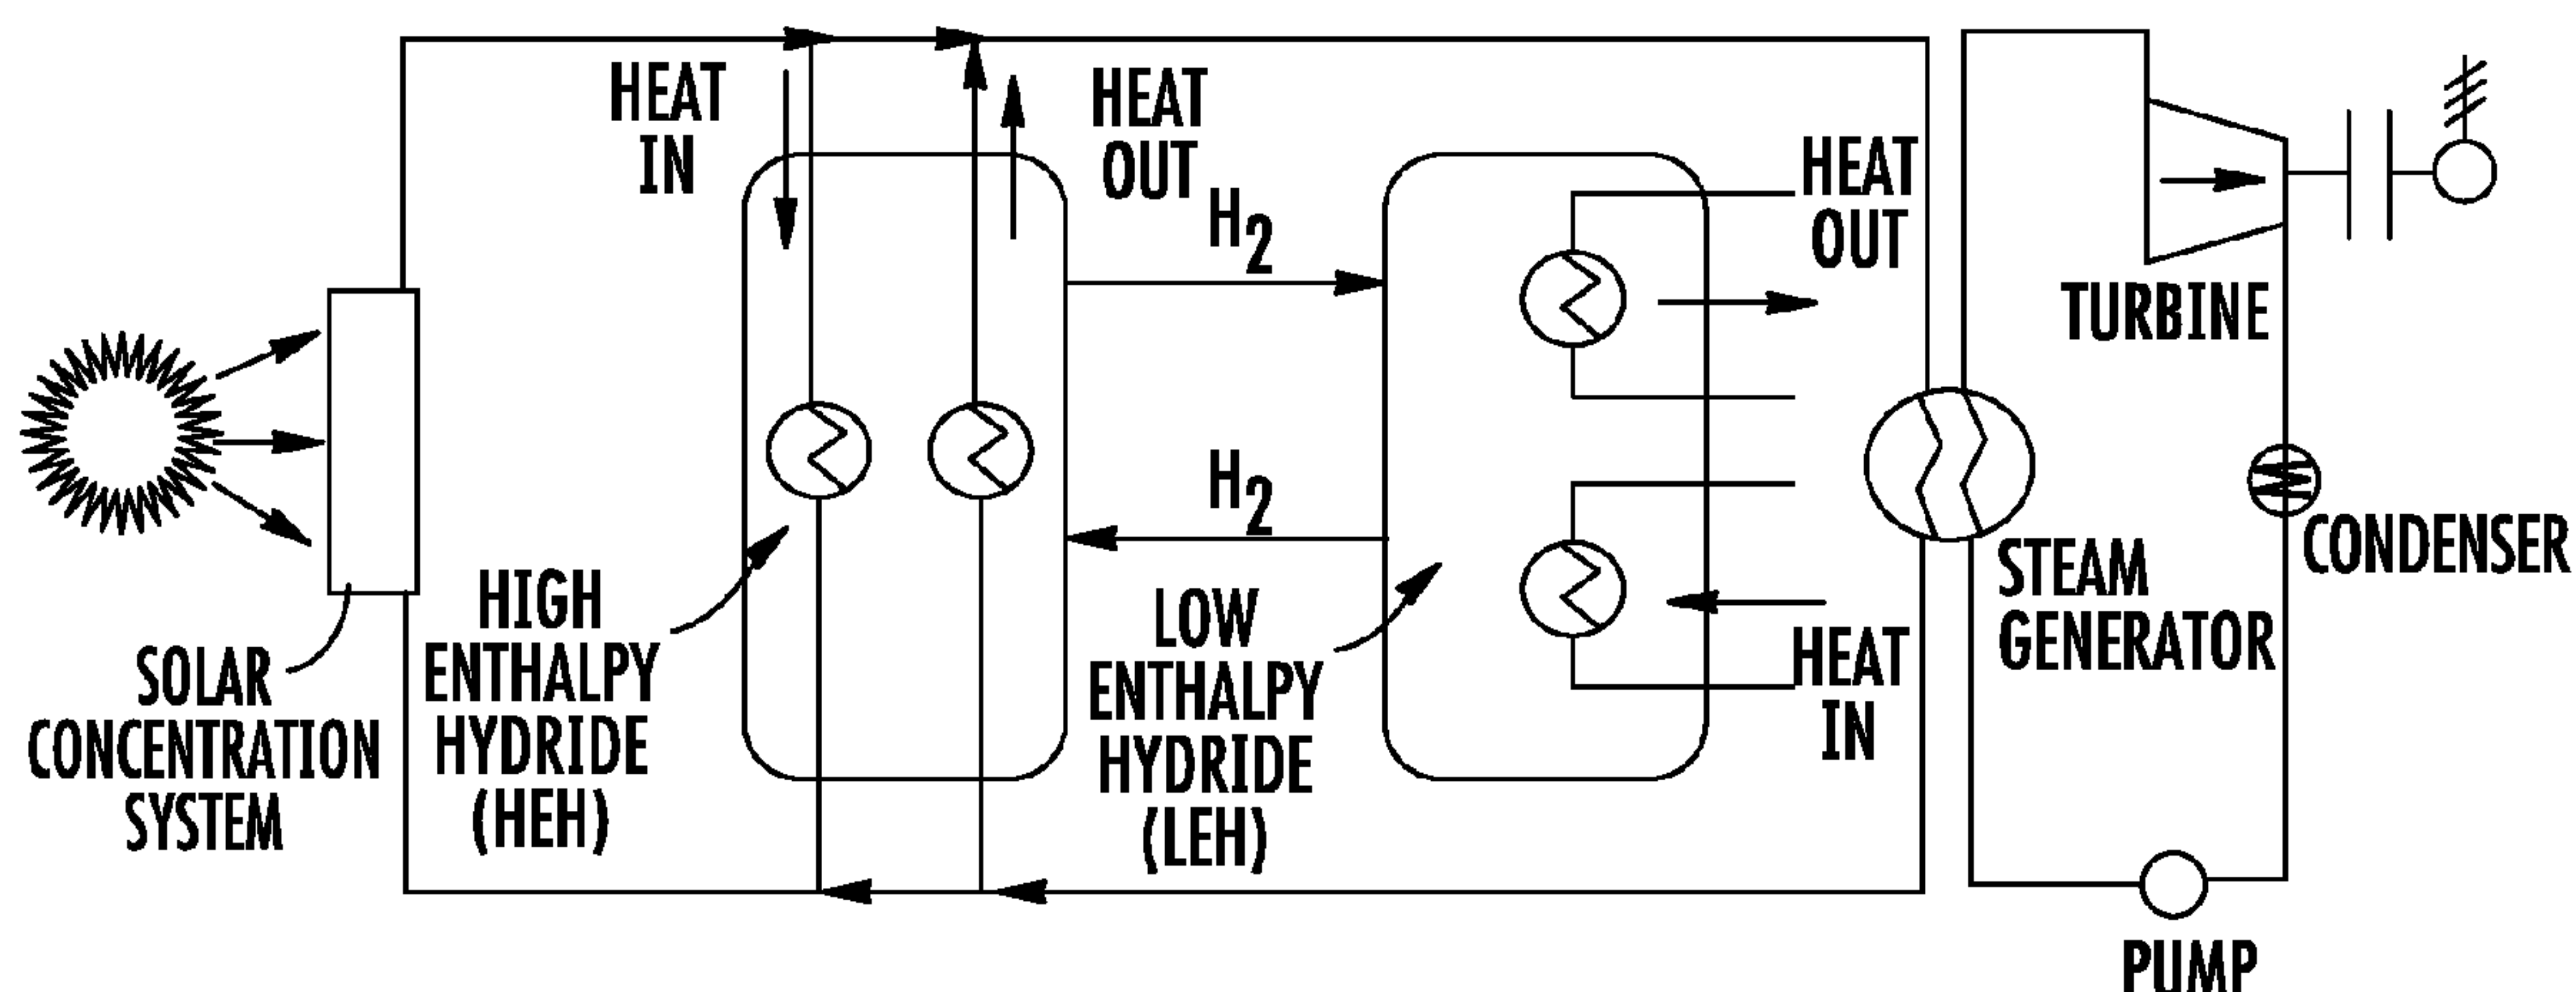 HEAT
IN
HEAT
OUT
H2
HEAT
OUT
TURBINE
H2
CONDENSER
STEAM
GENERATOR
HIGH
ENTHALPY
HYDRIDE
(HEH)
LOW
ENTHALPY
HYDRIDE
(LEH)
HEAT
IN
SOLAR
CONCENTRATION
SYSTEM
PUMP